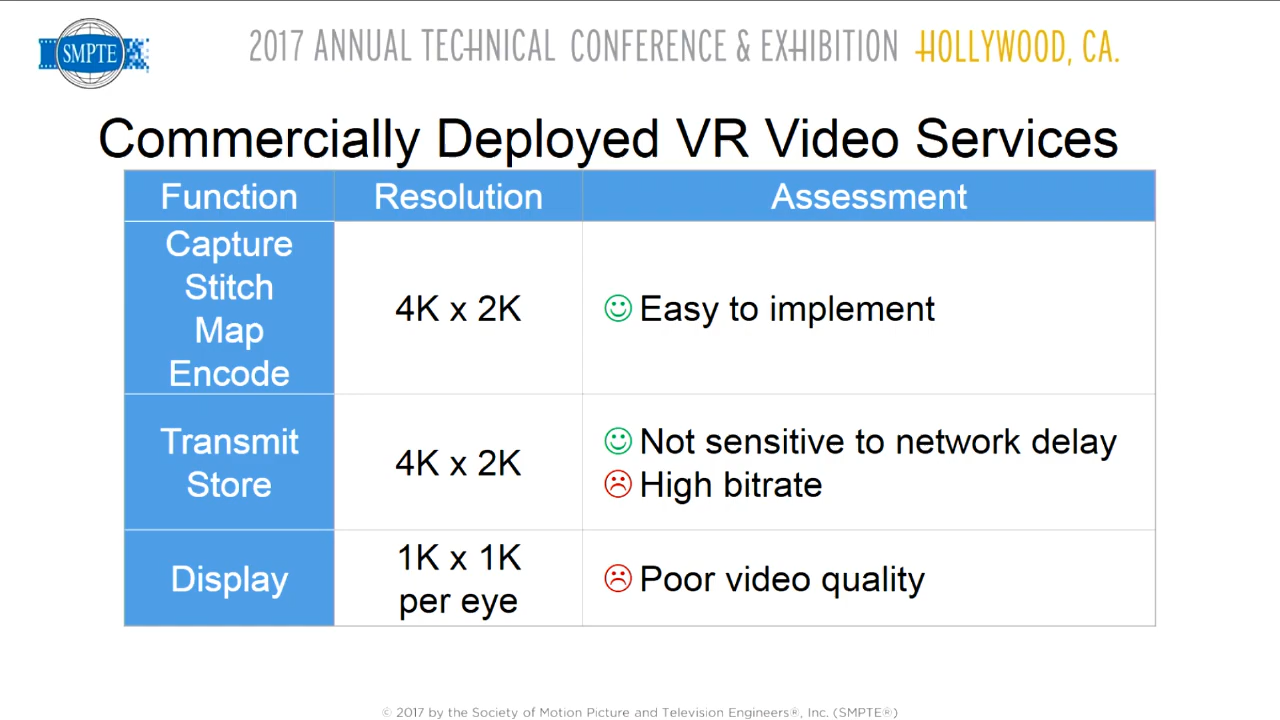 SMPTE
2017 ANNUAL TECHNICAL CONFERENCE & EXHIBITION HOLLYWOOD, CA.
Commercially Deployed VR Video Services
Function Resolution Assessment
Capture
Stitch
Map
Encode
4K x 2K
Easy to implement
Transmit
Store
4K x 2K
Not sensitive to network delay
High bitrate
Display
1K x 1K
per eye
Poor video quality
© 2017 by the Society of Motion Picture and Television Engineers®, Inc. (SMPTE®)